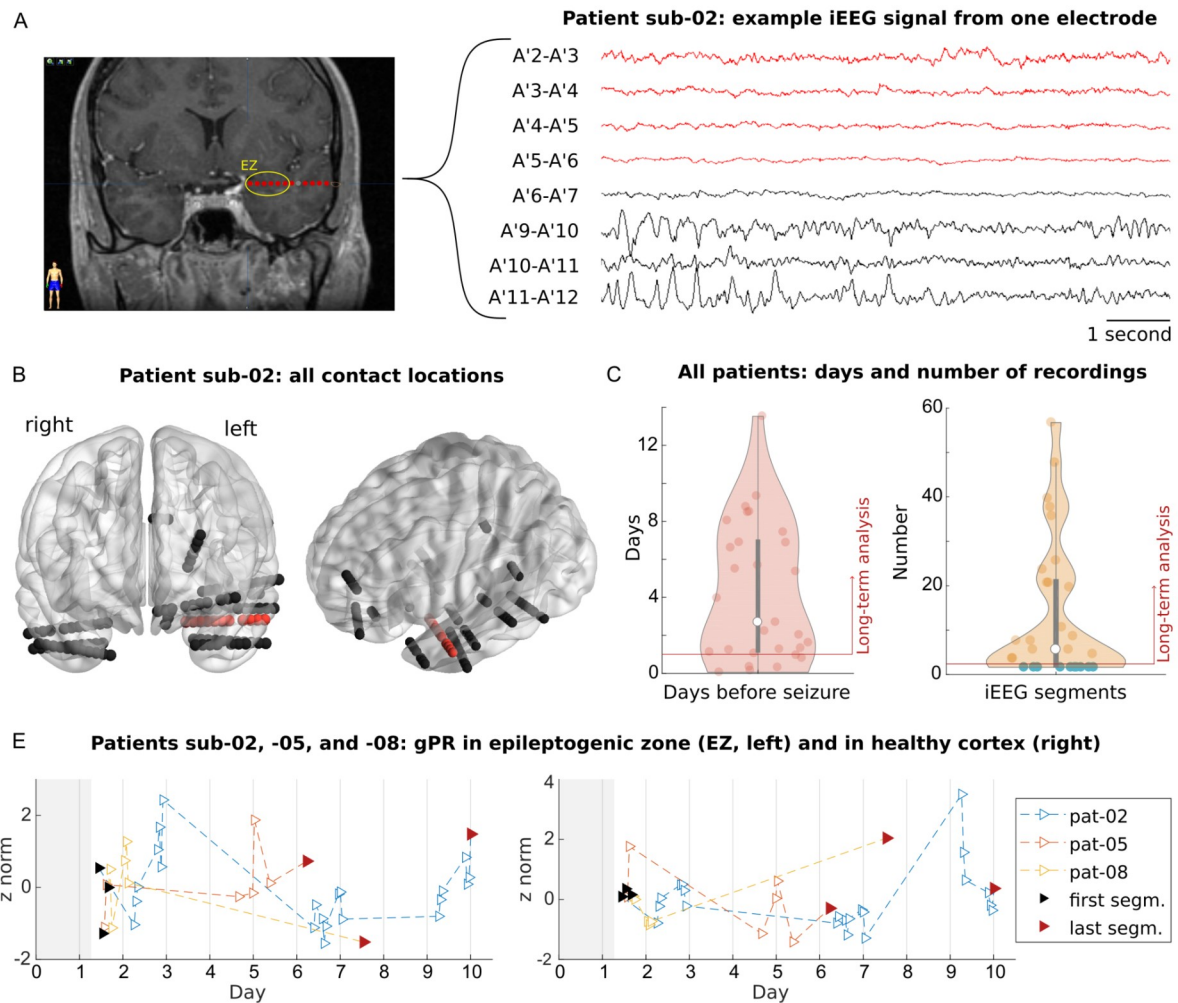 A
Patient sub-02: example iEEG signal from one electrode
EZ
A'2-A'3
A'3-A'4
A'4-A'5
A'5-A'6
A'6-A'7
A'9-A'10
A'10-A'11
A'11-A'12
1 second
B
Patient sub-02: all contact locations
right
left
C
All patients: days and number of recordings
Days
12
8
4
0
Long-term analysis
Days before seizure
Number
60
40
20
0
Long-term analysis
iEEG segments
E
Patients sub-02, -05, and -08: gPR in epileptogenic zone (EZ, left) and in healthy cortex (right)
z norm
2
0
-2
0 1 2 3 4 5 6 7 8 9 10
Day
z norm
4
2
0
-2
0 1 2 3 4 5 6 7 8 9 10
Day
pat-02
pat-05
pat-08
first segm.
last segm.